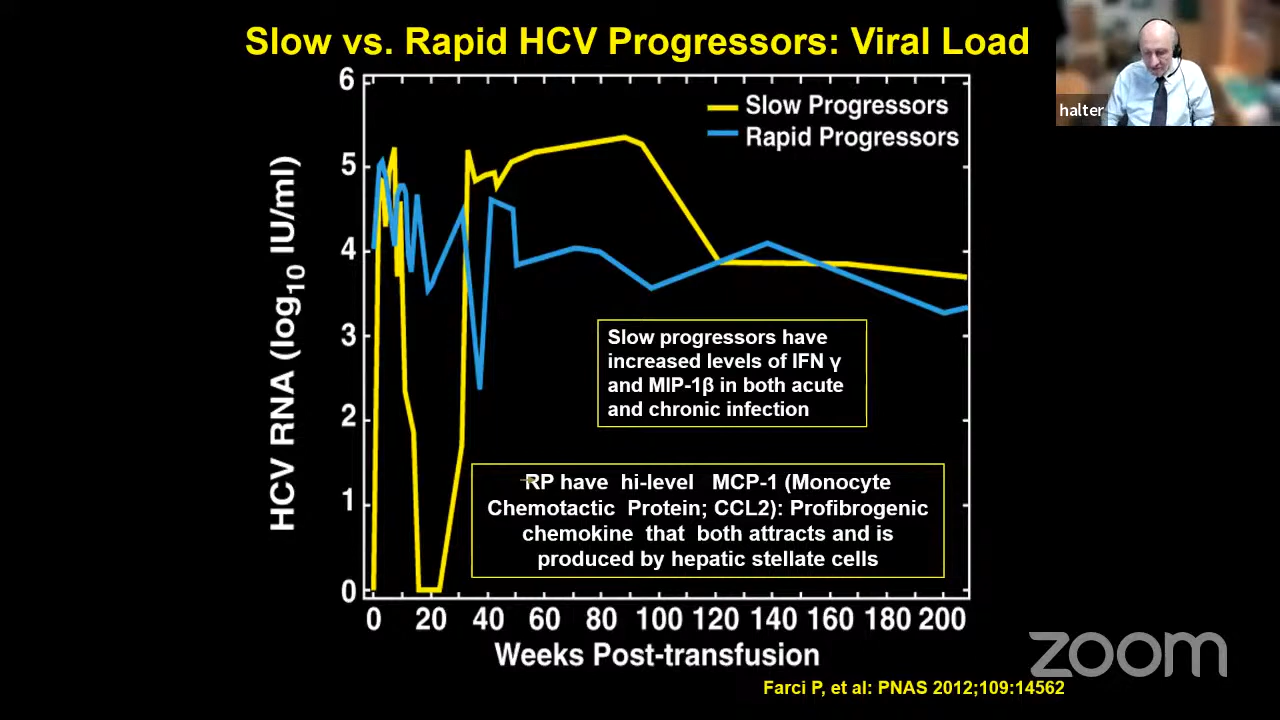 Slow vs. Rapid HCV Progressors: Viral Load
halter
6
5
4
3
2
1
0
HCV RNA (log10 IU/ml)
Slow Progressors
Rapid Progressors
Slow progressors have
increased levels of IFN γ
and MIP-1β in both acute
and chronic infection
RP have hi-level MCP-1 (Monocyte
Chemotactic Protein; CCL2): Profibrogenic
chemokine that both attracts and is
produced by hepatic stellate cells
0 20 40 60 80 100 120 140 160 180 200
Weeks Post-transfusion
zoom
Farci P, et al: PNAS 2012;109:14562